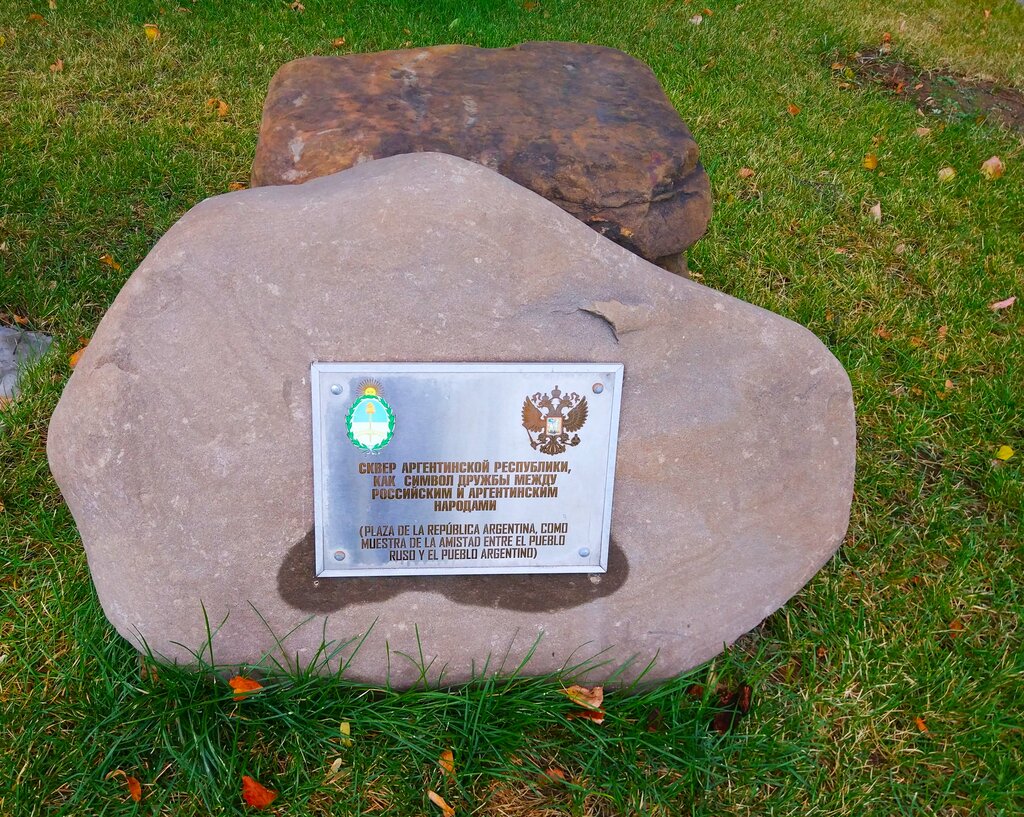 СКВЕР АРГЕНТИНСКОЙ РЕСПУБЛИКИ,
КАК СИМВОЛ ДРУЖБЫ МЕЖДУ
РОССИЙСКИМ И АРГЕНТИНСКИМ
НАРОДАМИ
(PLAZA DE LA REPÚBLICA ARGENTINA, COMO
MUESTRA DE LA AMISTAD ENTRE EL PUEBLO
RUSO Y EL PUEBLO ARGENTINO)